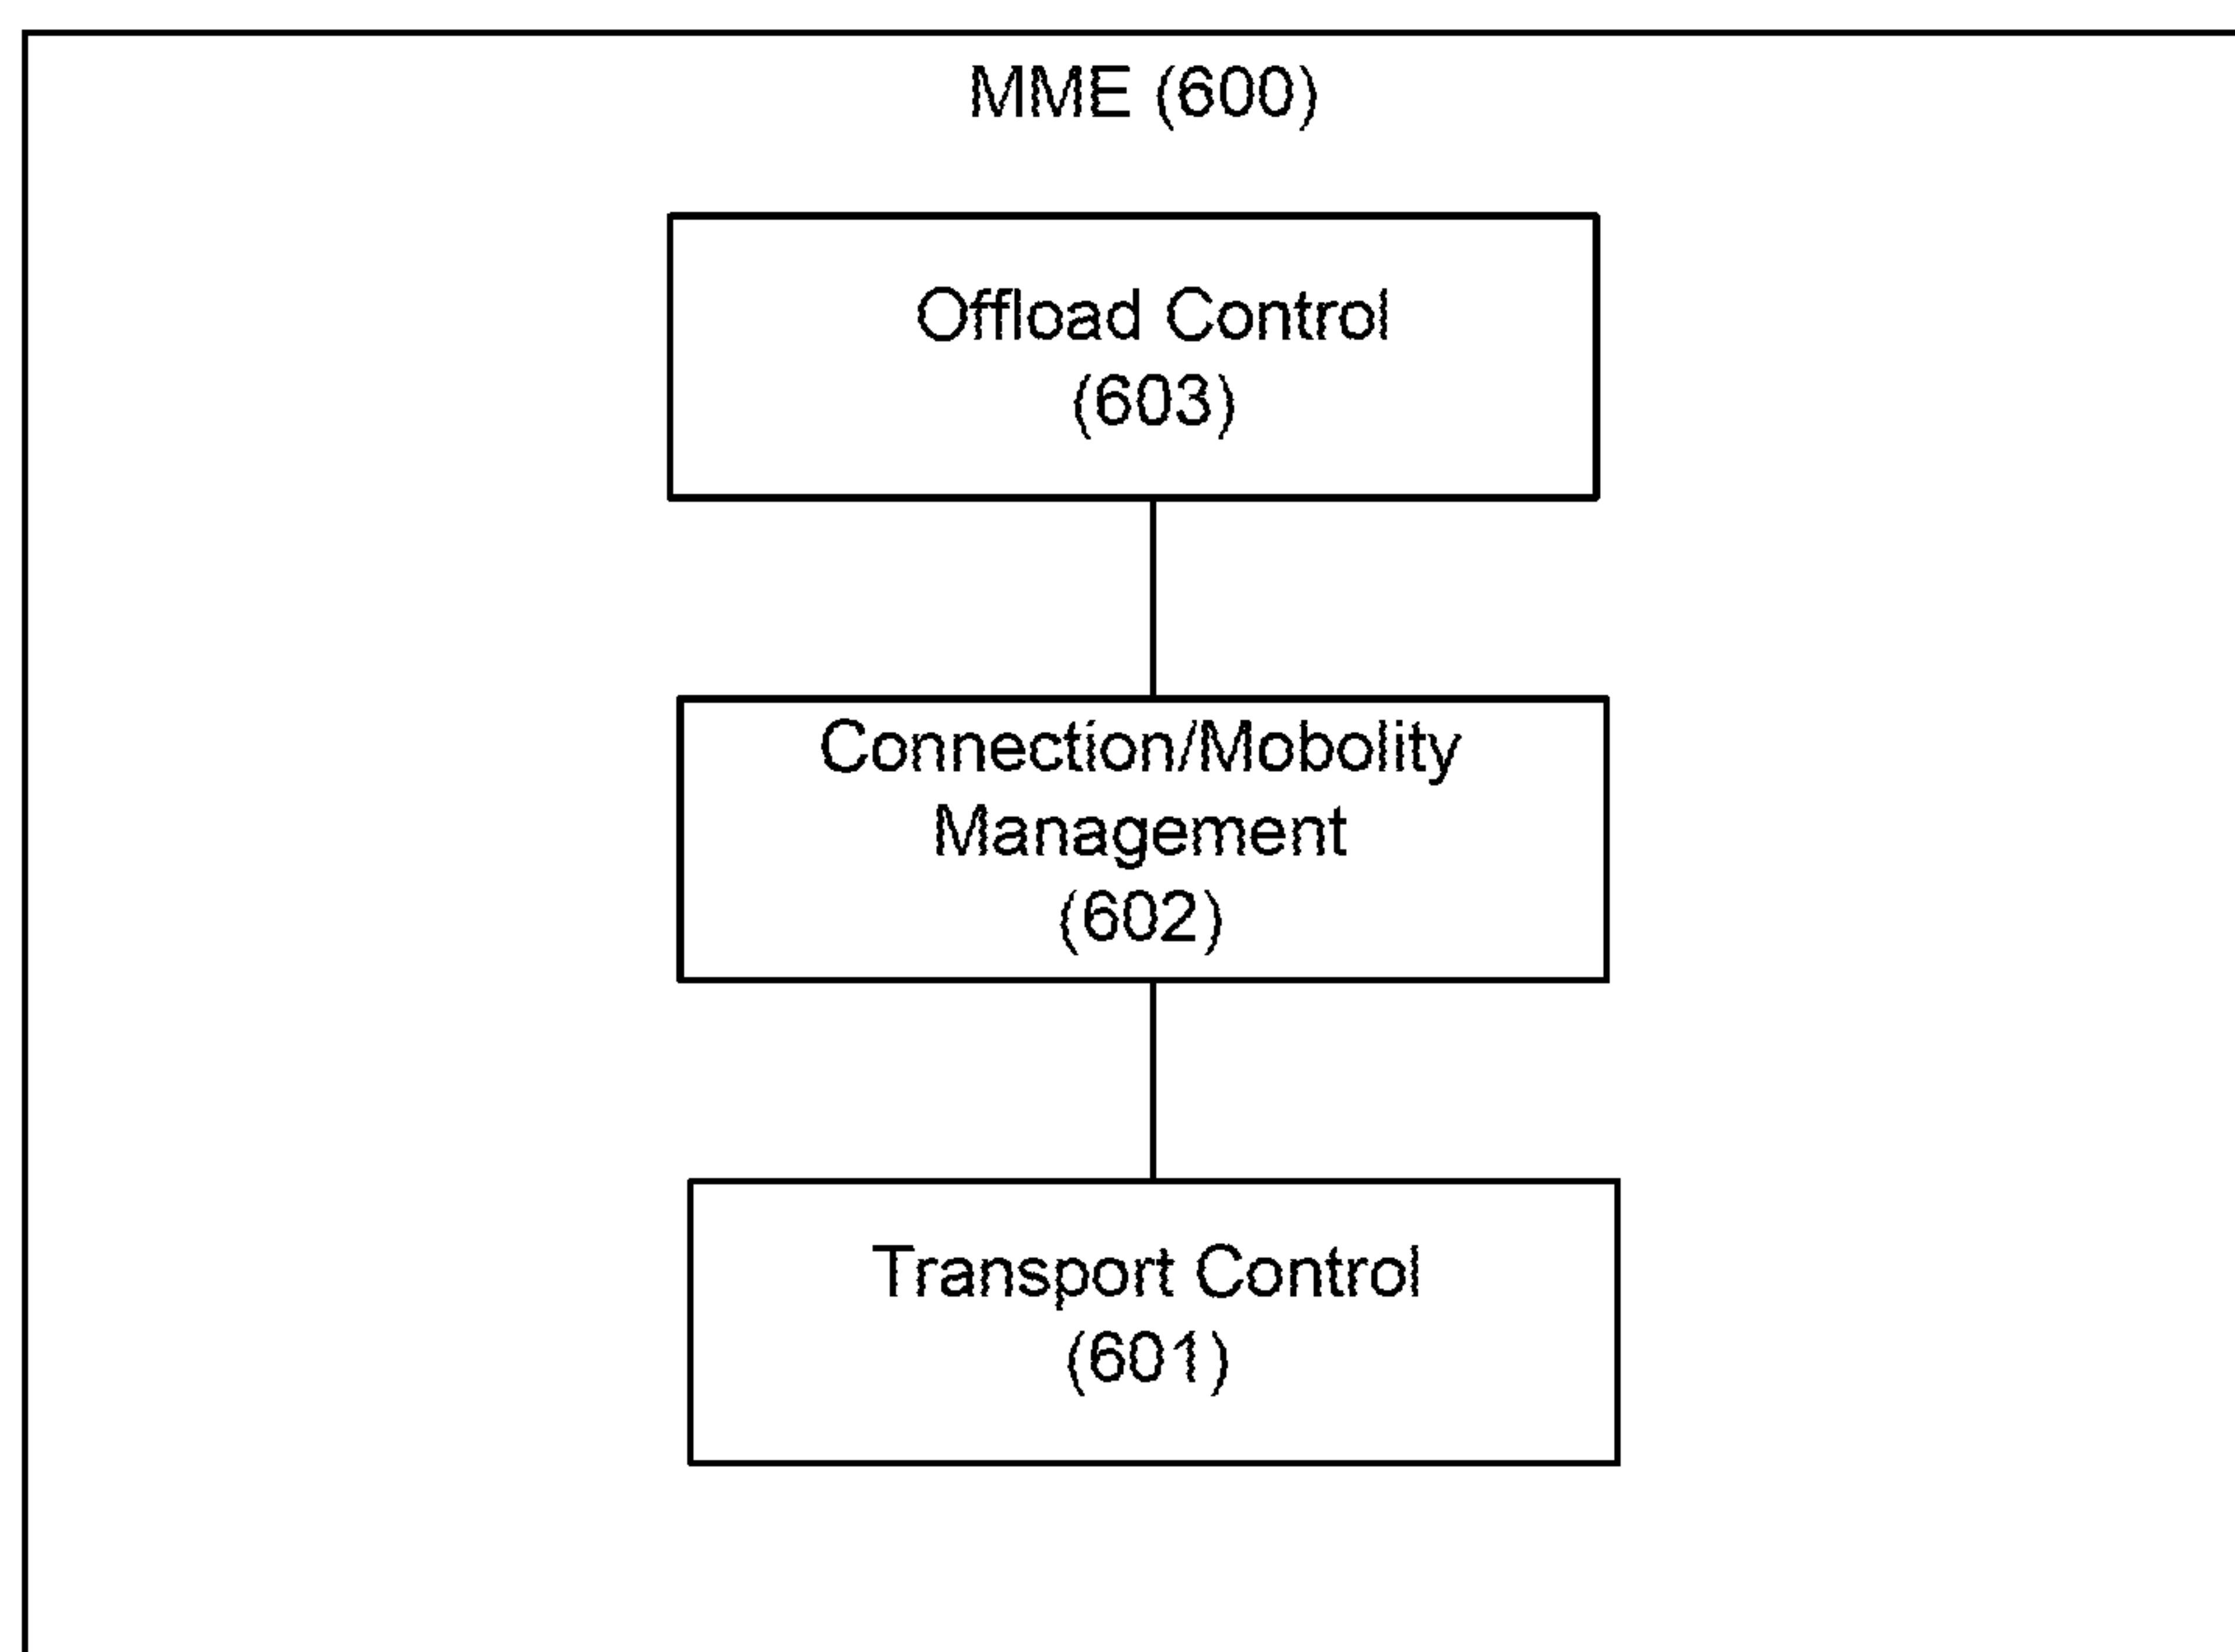 MME (600)
Offload Control
(603)
Connection/Mobolity
Management
(602)
Transport Control
(601)